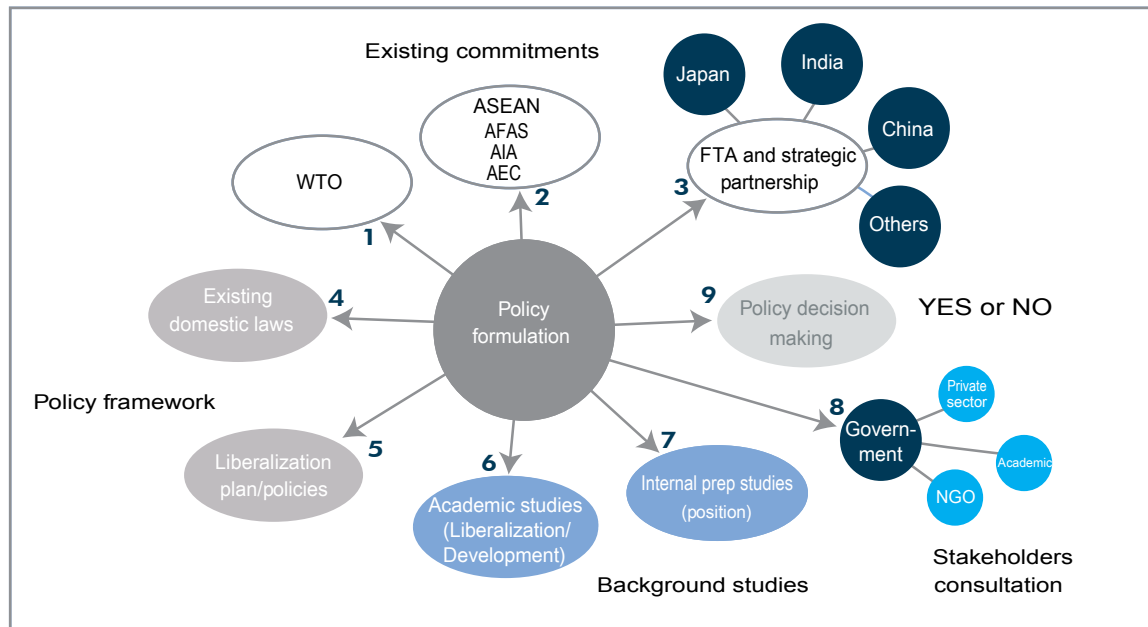 Existing commitments
Japan
India
China
Others
ASEAN
AFAS
AIA
AEC
FTA and strategic
partnership
3
WTO
2
1
Existing
domestic laws
4
Policy
formulation
9
Policy decision
making
YES or NO
Policy framework
Liberalization
plan/policies
5
6
Academic studies
(Liberalization/
Development)
7
Internal prep studies
(position)
8
Govern-
ment
Private
sector
Academic
NGO
Background studies
Stakeholders
consultation